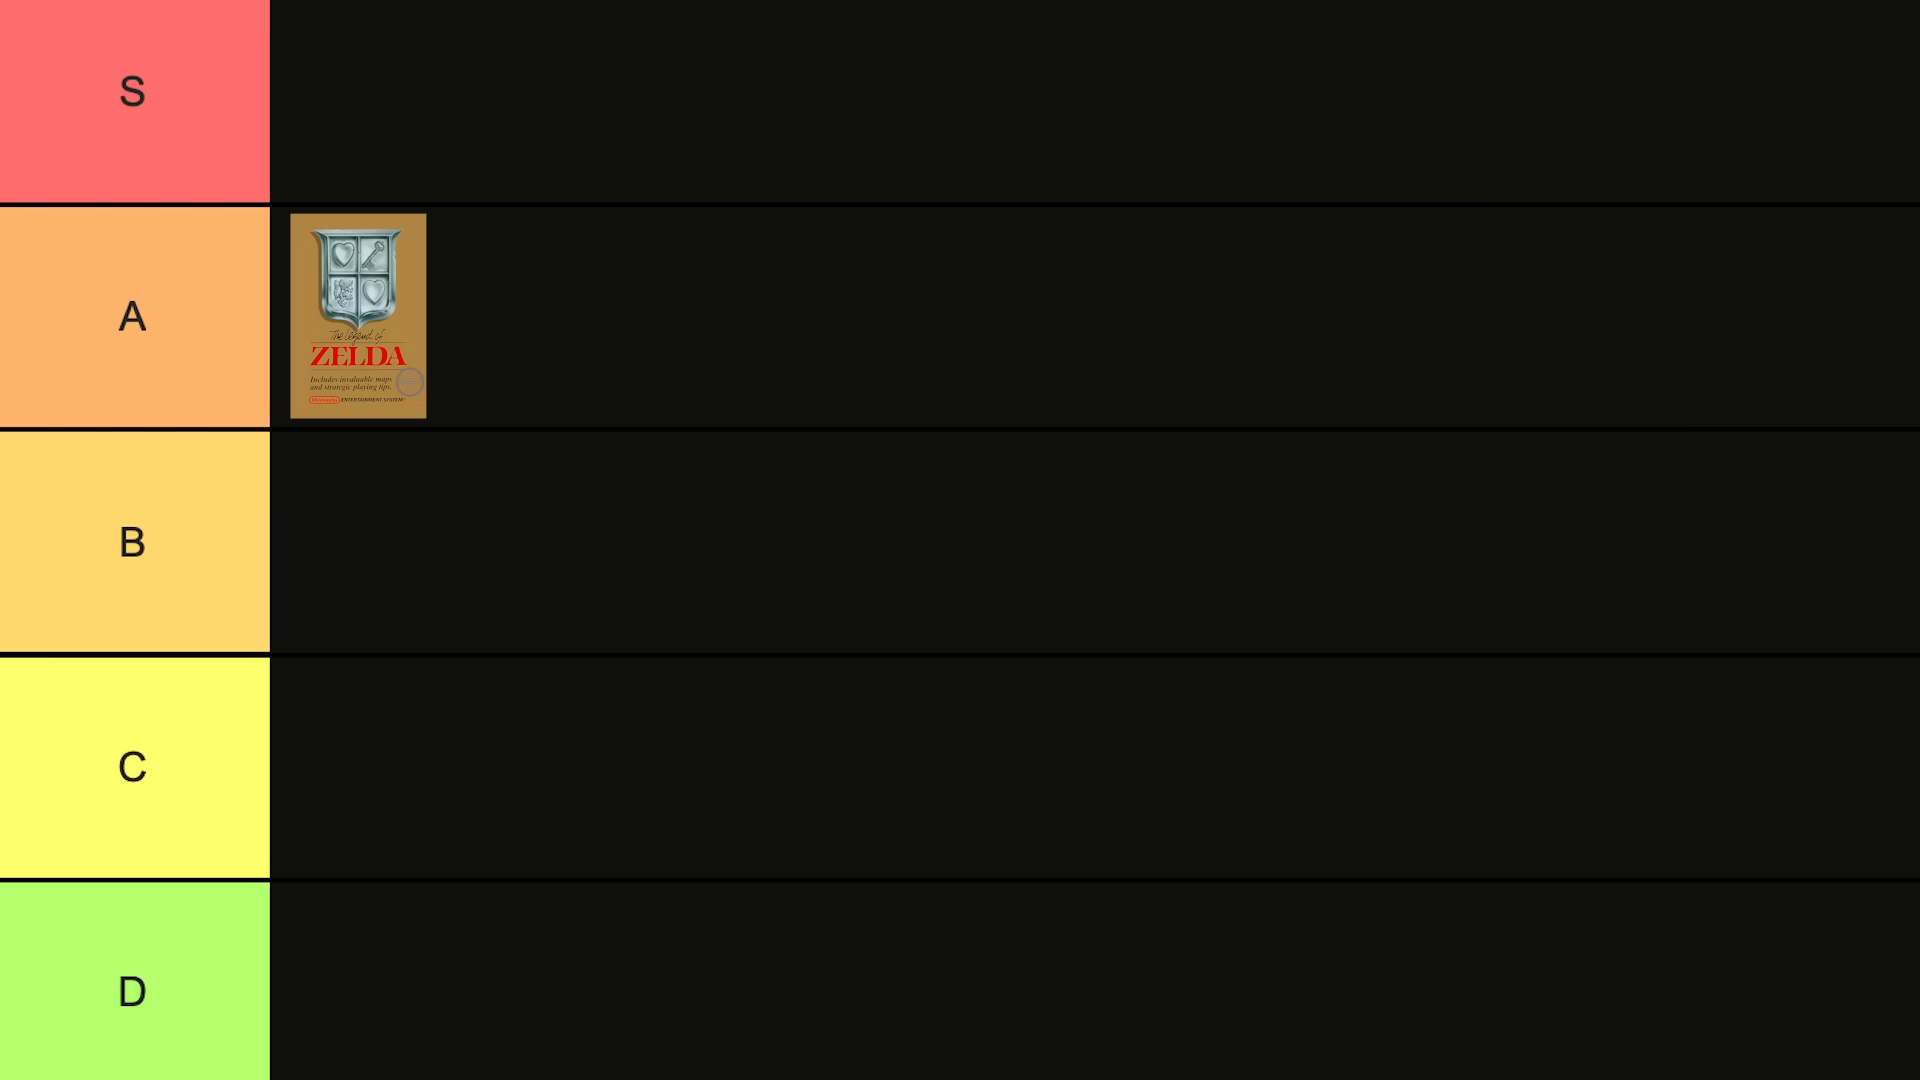 S
A
The Legend of
ZELDA
Includes invaluable maps
and strategic playing tips.
Nintendo ENTERTAINMENT SYSTEM
B
C
D